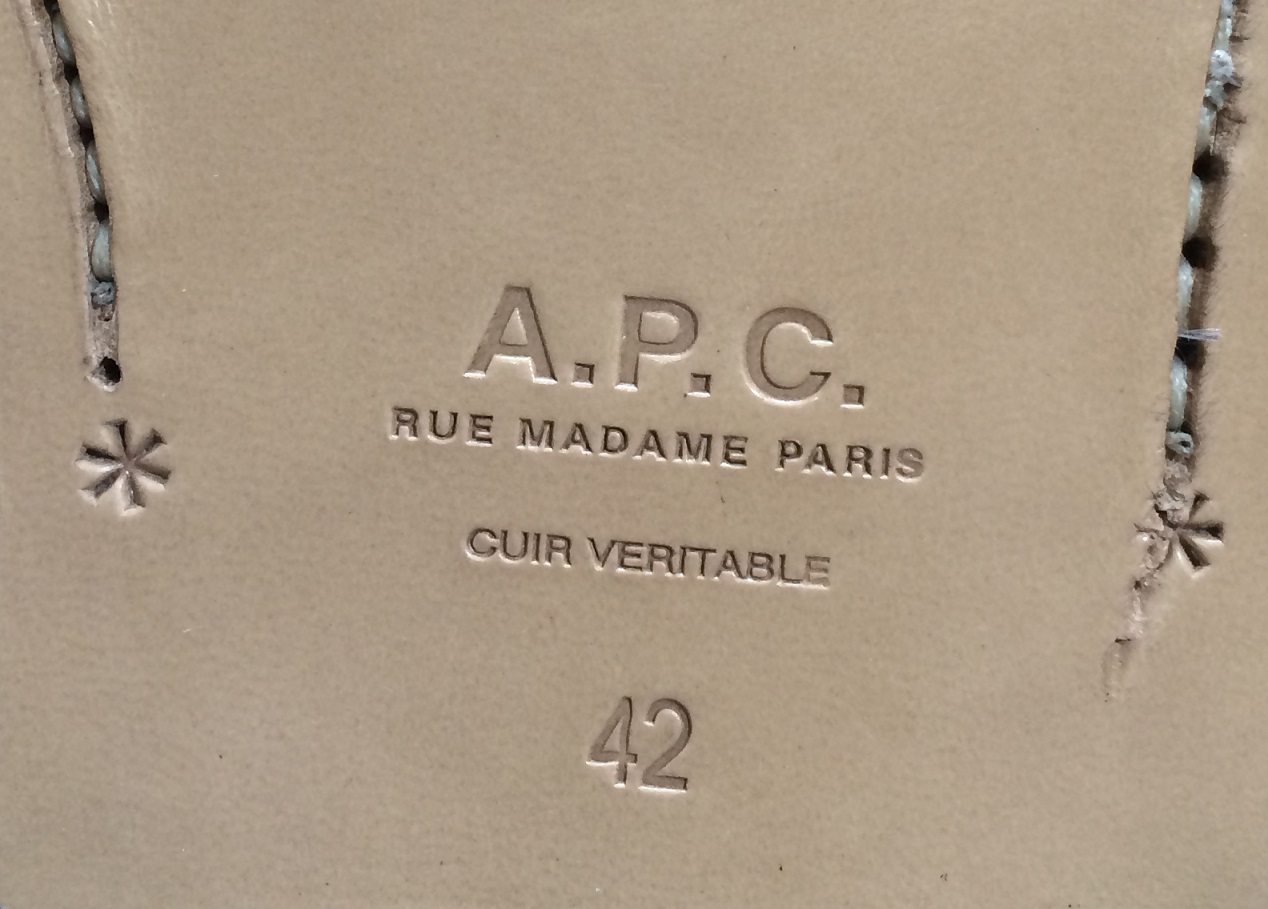 A.P.C.
RUE MADAME PARIS
CUIR VERITABLE
42